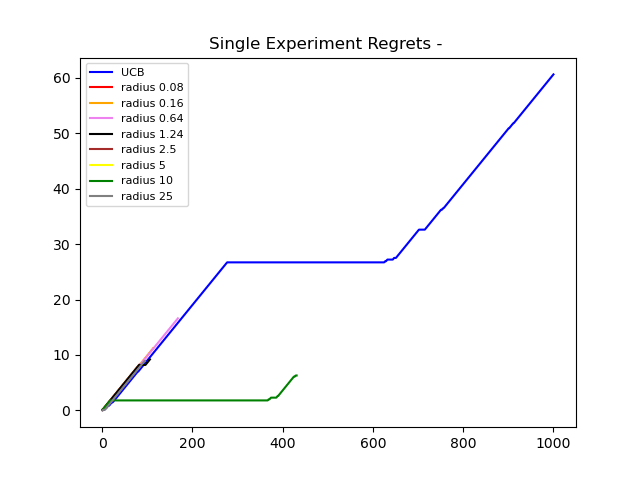 Single Experiment Regrets -
UCB
radius 0.08
radius 0.16
radius 0.64
radius 1.24
radius 2.5
radius 5
radius 10
radius 25
60
50
40
30
20
10
0
0 200 400 600 800 1000